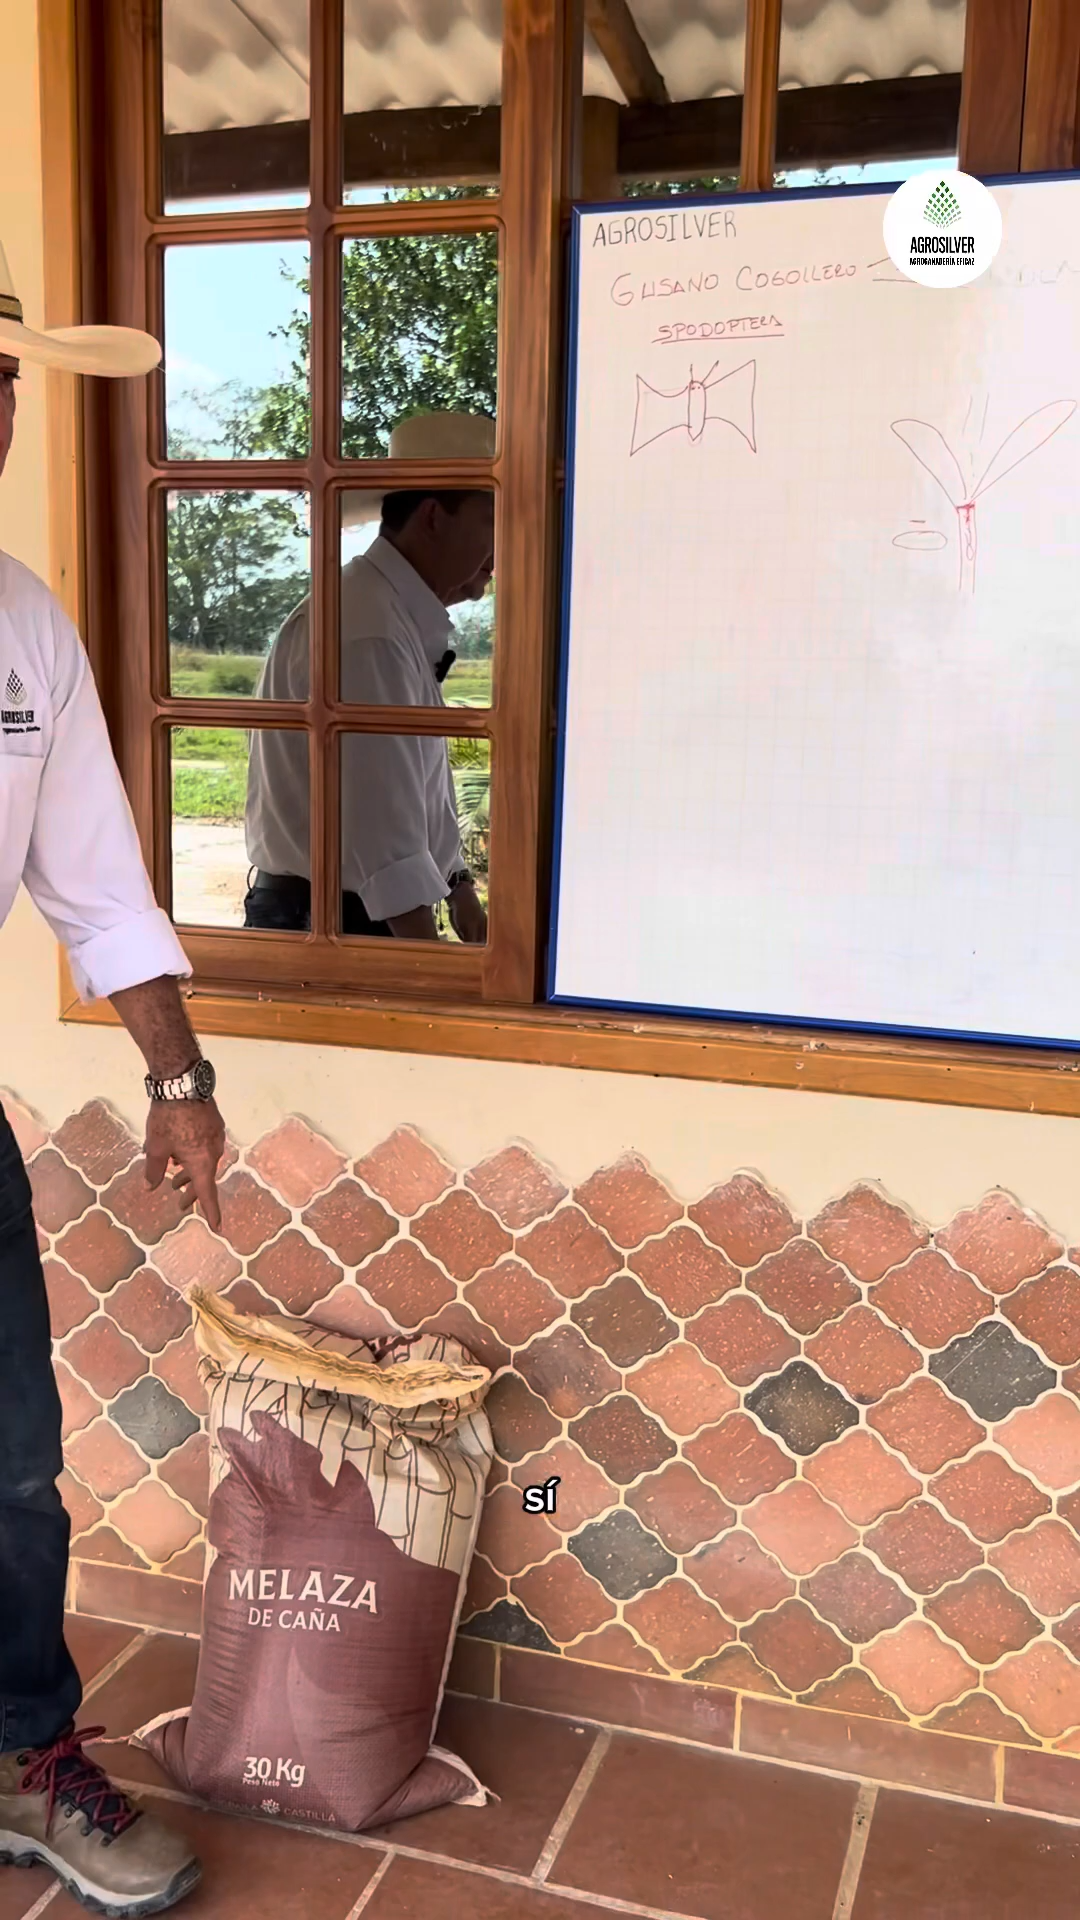 AGROSILVER
GUSANO COGOLLERO
SPODOPTERA
AGROSILVER
AGROGANADERÍA EFICAZ
AGROSILVER
sí
MELAZA
DE CAÑA
30 Kg
Peso Neto
CASTILLA